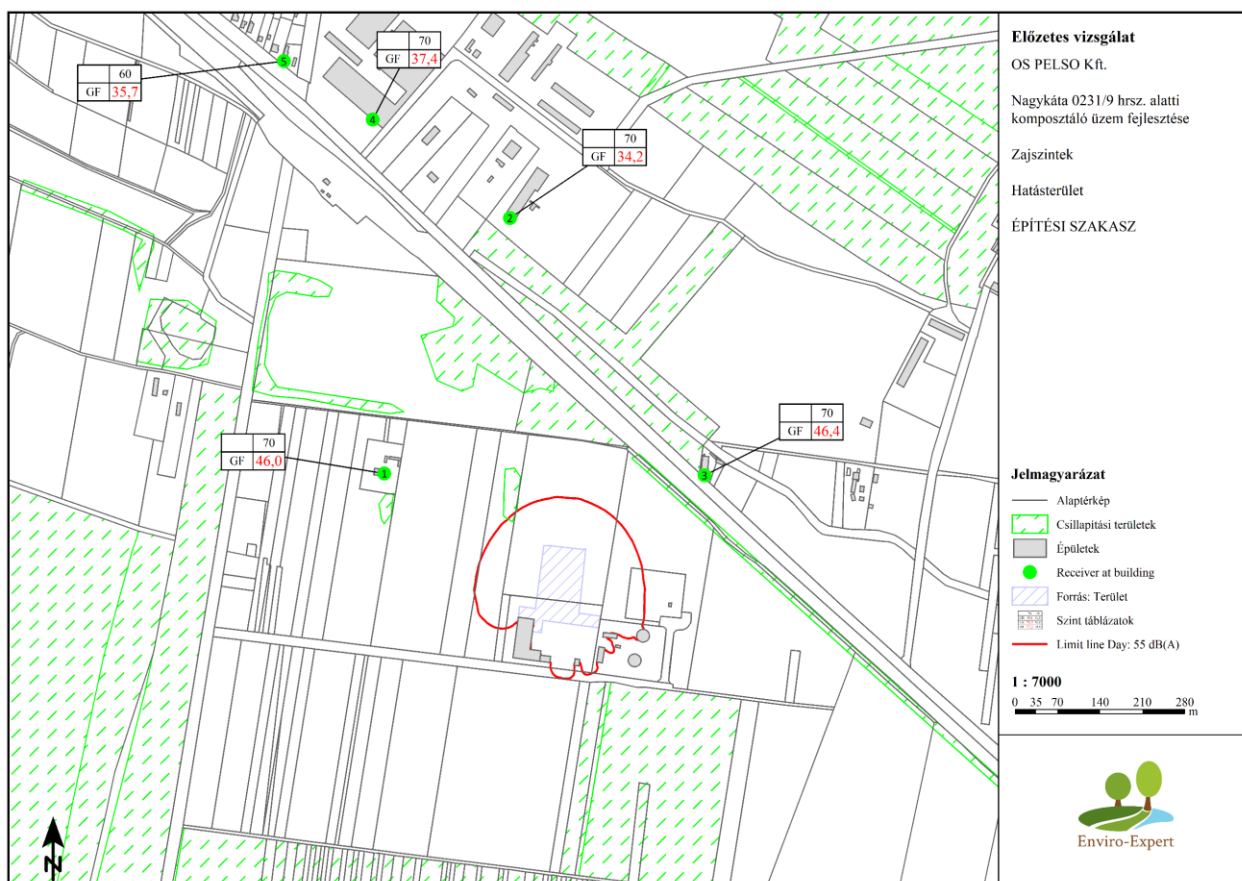 70
GF 37,4
60
GF 35,7
70
GF 34,2
70
GF 46,4
70
GF 46,0
5
4
2
1
3
N
Előzetes vizsgálat
OS PELSO Kft.
Nagykáta 0231/9 hrsz. alatti
komposztáló üzem fejlesztése
Zajszintek
Hatásterület
ÉPÍTÉSI SZAKASZ
Jelmagyarázat
Alaptérkép
Csillapítási területek
Épületek
Receiver at building
Forrás: Terület
Szint táblázatok
Limit line Day: 55 dB(A)
1 : 7000
0 35 70 140 210 280
m
Enviro-Expert